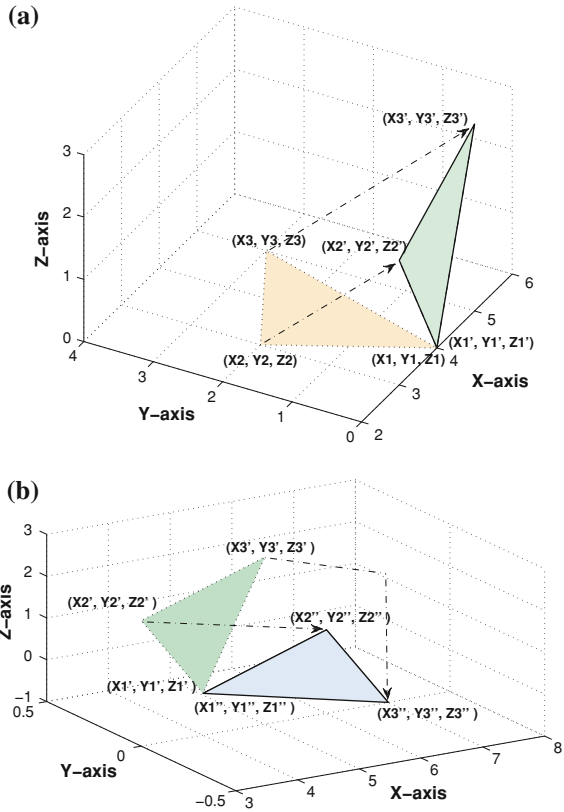 (a)
(X3', Y3', Z3')
3
2
1
0
Z-axis
(X3, Y3, Z3)
(X2', Y2', Z2')
6
5
4
3
2
(X1', Y1', Z1')
(X2, Y2, Z2)
(X1, Y1, Z1)
X-axis
4
3
2
1
0
Y-axis
(b)
3
2
1
0
-1
Z-axis
(X3', Y3', Z3' )
(X2', Y2', Z2' )
(X2'', Y2'', Z2'' )
(X1', Y1', Z1' )
(X1'', Y1'', Z1'' )
(X3'', Y3'', Z3'' )
0.5
0
-0.5
Y-axis
3
4
5
6
7
8
X-axis